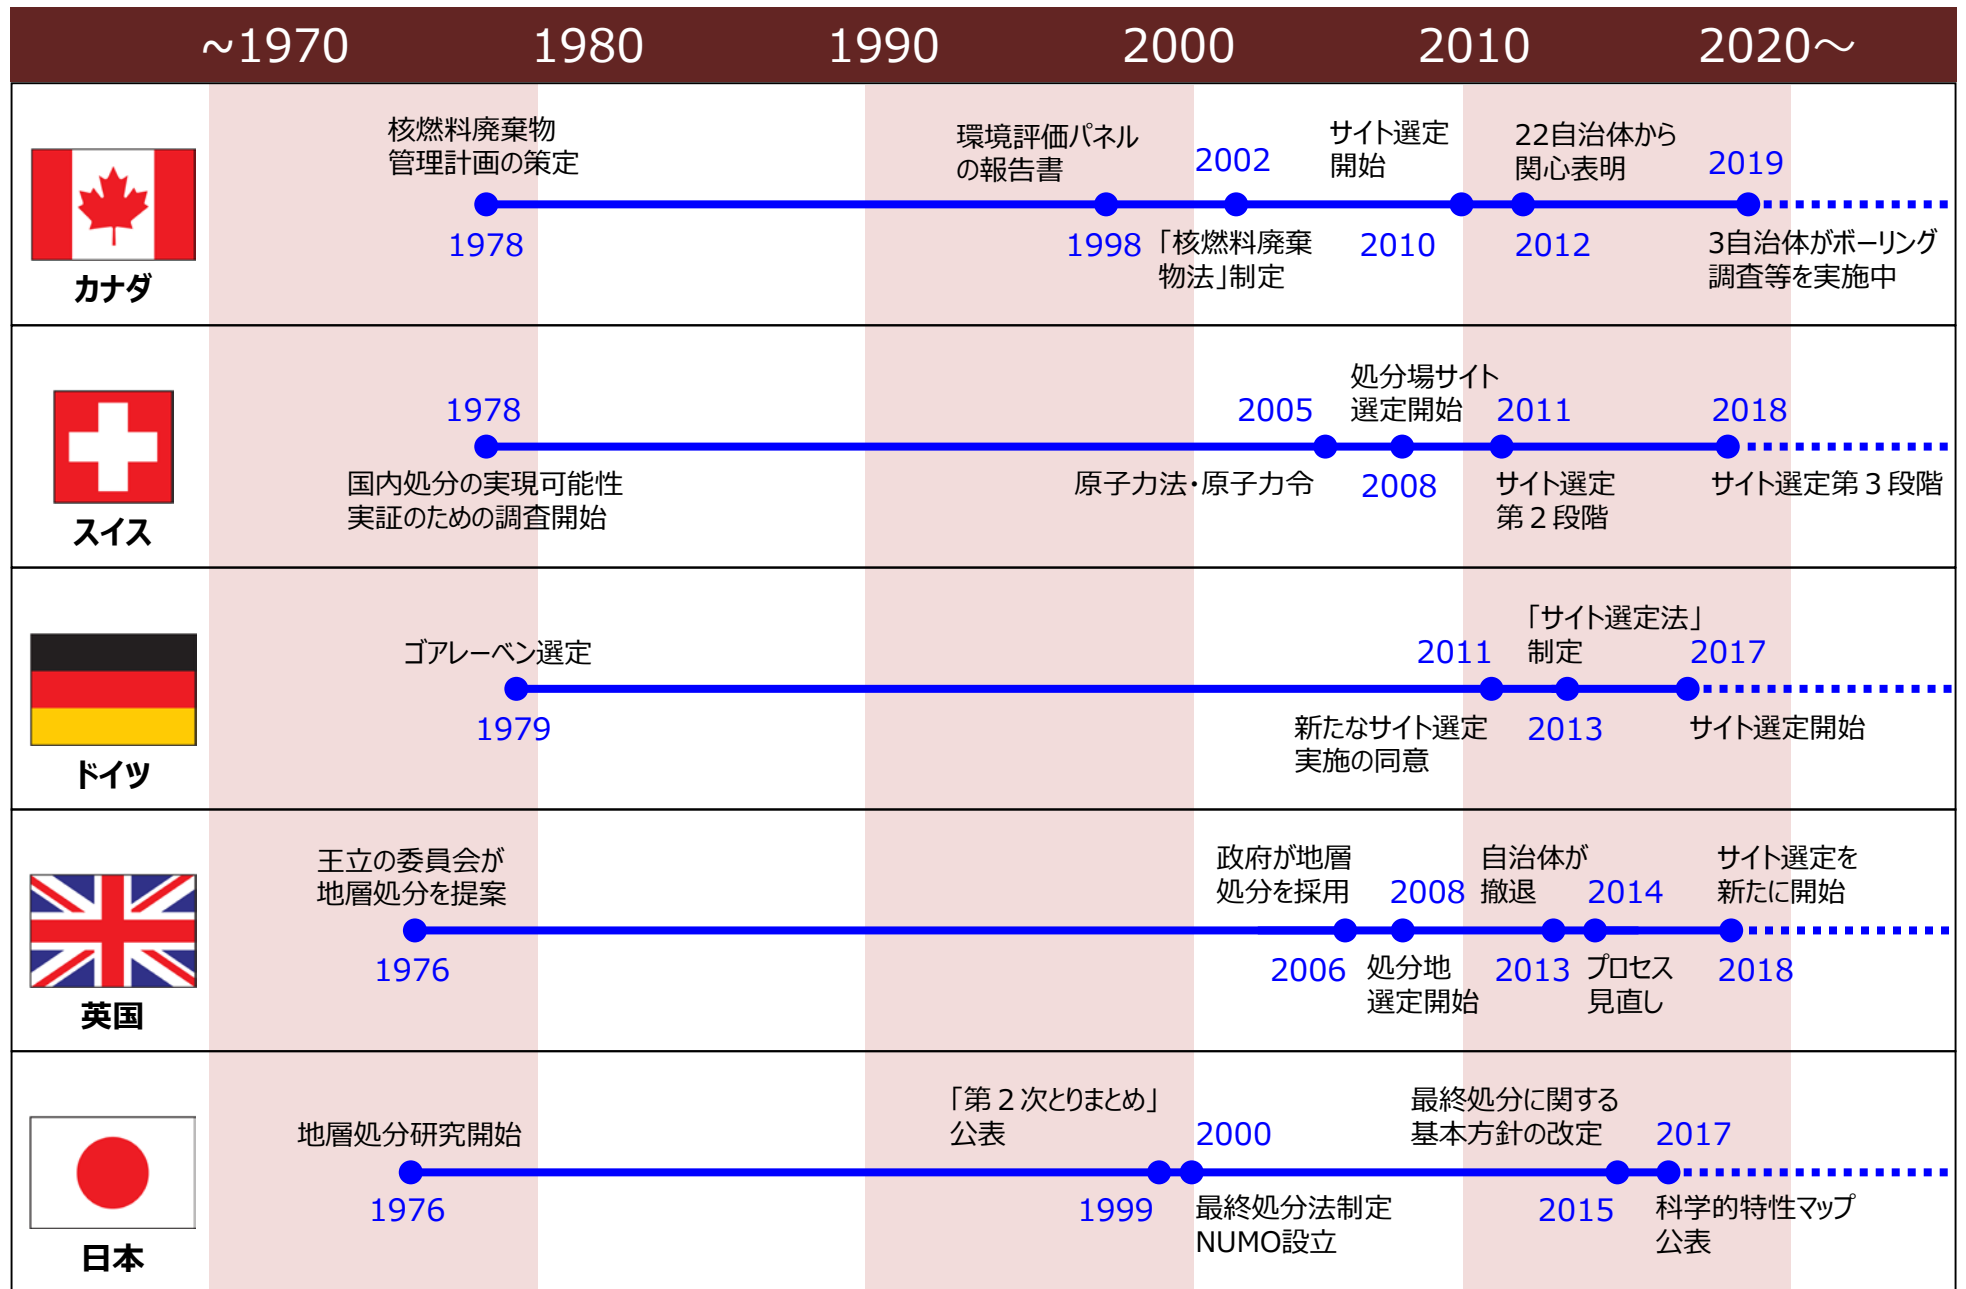 ~1970 1980 1990 2000 2010 2020～
核燃料廃棄物
管理計画の策定
1978
環境評価パネル
の報告書
1998
2002
「核燃料廃棄
物法」制定
サイト選定
開始
2010
22自治体から
関心表明
2012
2019
3自治体がボーリング
調査等を実施中
カナダ
1978
国内処分の実現可能性
実証のための調査開始
2005
原子力法・原子力令
処分場サイト
選定開始
2008
2011
サイト選定
第２段階
2018
サイト選定第３段階
スイス
ゴアレーベン選定
1979
2011
新たなサイト選定
実施の同意
「サイト選定法」
制定
2013
2017
サイト選定開始
ドイツ
王立の委員会が
地層処分を提案
1976
政府が地層
処分を採用
2006
2008
処分地
選定開始
自治体が
撤退
2013
2014
プロセス
見直し
サイト選定を
新たに開始
2018
英国
地層処分研究開始
1976
「第２次とりまとめ」
公表
1999
2000
最終処分法制定
NUMO設立
最終処分に関する
基本方針の改定
2015
2017
科学的特性マップ
公表
日本